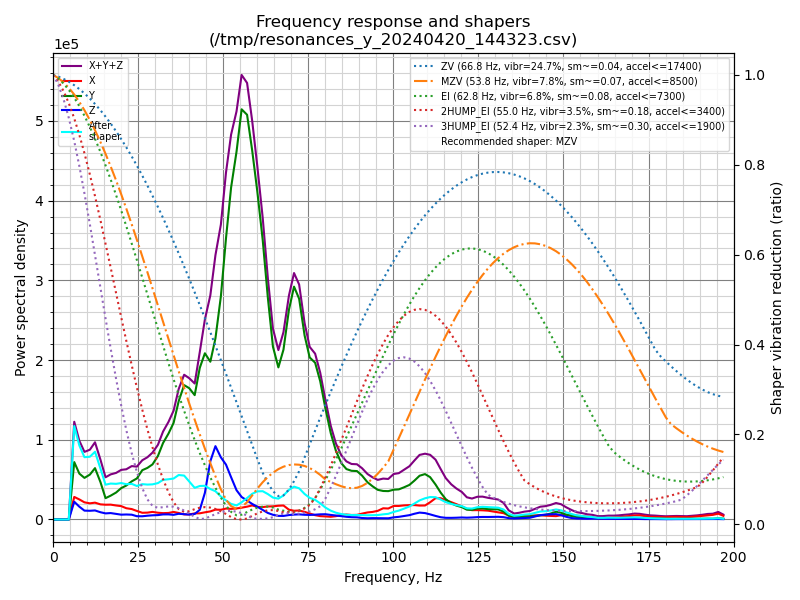 Frequency response and shapers
(/tmp/resonances_y_20240420_144323.csv)
1e5
X+Y+Z
X
Y
Z
After
shaper
ZV (66.8 Hz, vibr=24.7%, sm~=0.04, accel<=17400)
MZV (53.8 Hz, vibr=7.8%, sm~=0.07, accel<=8500)
EI (62.8 Hz, vibr=6.8%, sm~=0.08, accel<=7300)
2HUMP_EI (55.0 Hz, vibr=3.5%, sm~=0.18, accel<=3400)
3HUMP_EI (52.4 Hz, vibr=2.3%, sm~=0.30, accel<=1900)
Recommended shaper: MZV
Power spectral density
5
4
3
2
1
0
1.0
0.8
0.6
0.4
0.2
0.0
Shaper vibration reduction (ratio)
0 25 50 75 100 125 150 175 200
Frequency, Hz